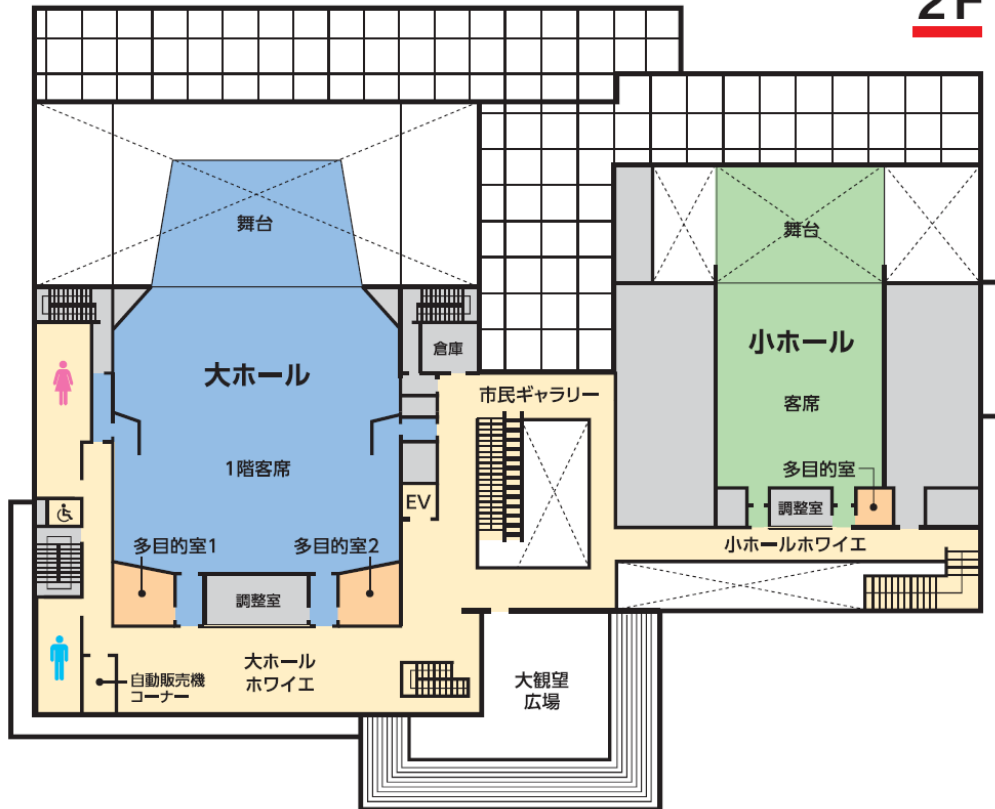 2F
舞台
舞台
倉庫
大ホール
小ホール
市民ギャラリー
客席
1階客席
多目的室
EV
調整室
多目的室1
多目的室2
小ホールホワイエ
調整室
大ホール
ホワイエ
自動販売機
コーナー
大観望
広場